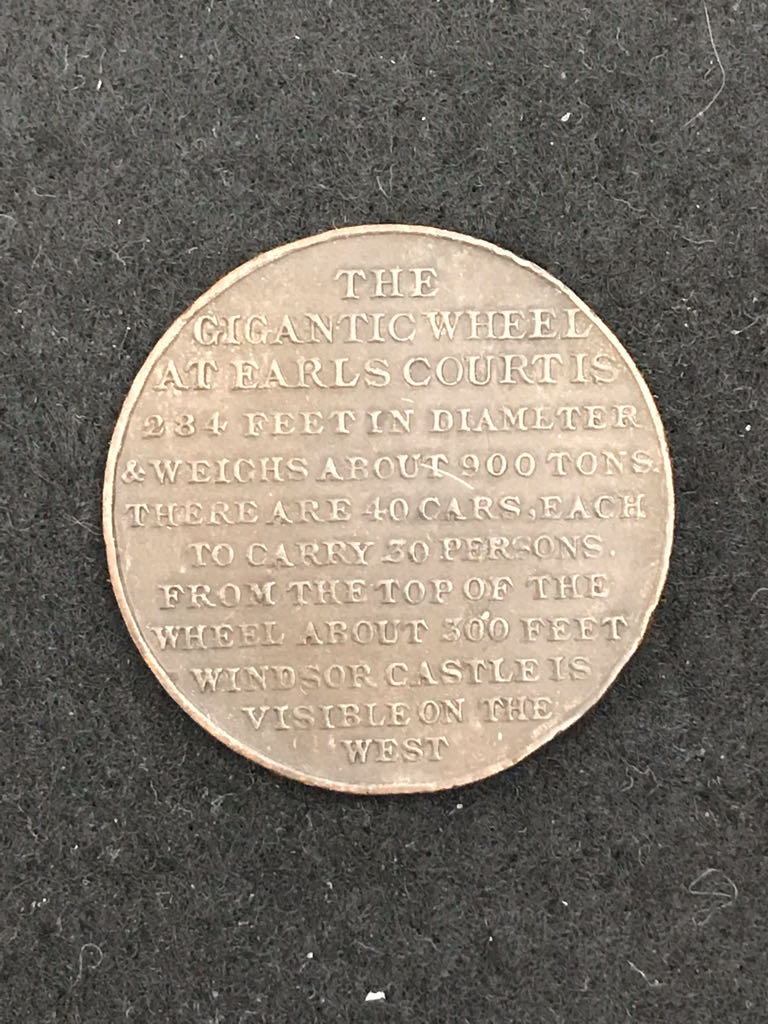 THE
GIGANTIC WHEEL
AT EARLS COURT IS
284 FEET IN DIAMETER
& WEIGHS ABOUT 900 TONS.
THERE ARE 40 CARS, EACH
TO CARRY 30 PERSONS.
FROM THE TOP OF THE
WHEEL ABOUT 300 FEET
WINDSOR CASTLE IS
VISIBLE ON THE
WEST